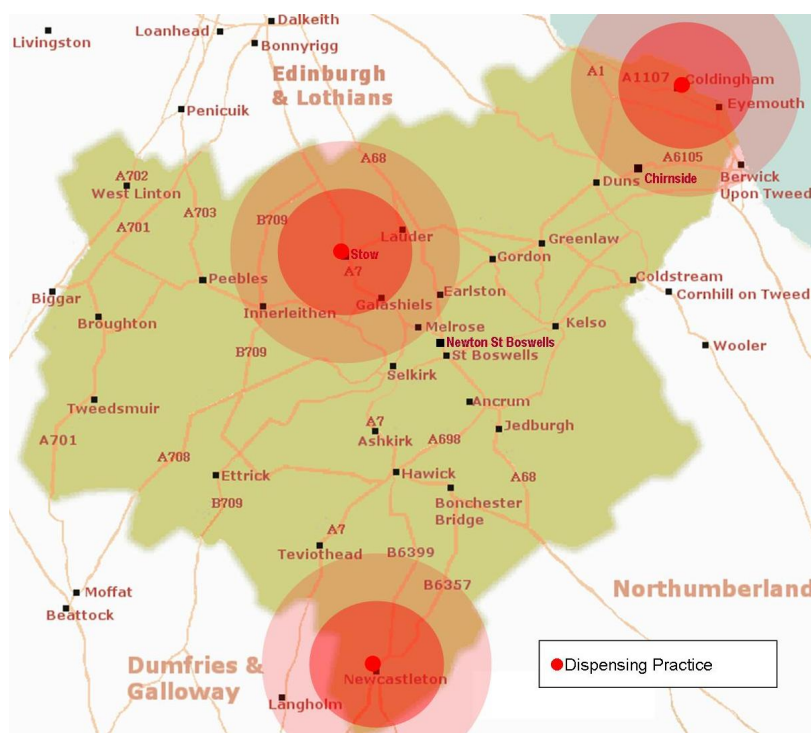 Dalkeith
Loanhead
Livingston
Bonnyrigg
Edinburgh
& Lothians
A1
A1107
Coldingham
Eyemouth
Penicuik
A68
A6105
A702
West Linton
Chirnside
Duns
Berwick
Upon Tweed
A703
B709
A701
Lauder
Greenlaw
Stow
Gordon
A7
Peebles
Coldstream
Biggar
Earlston
Cornhill on Tweed
Galashiels
Innerleithen
Broughton
Melrose
Kelso
Newton St Boswells
Wooler
B709
St Boswells
Selkirk
Tweedsmuir
Ancrum
A7
Jedburgh
Ashkirk
A698
A701
A708
Ettrick
Hawick
A68
B709
Bonchester
Bridge
A7
Teviothead
B6399
B6357
Moffat
Northumberland
Beattock
Dumfries &
Galloway
Newcastleton
Langholm
Dispensing Practice